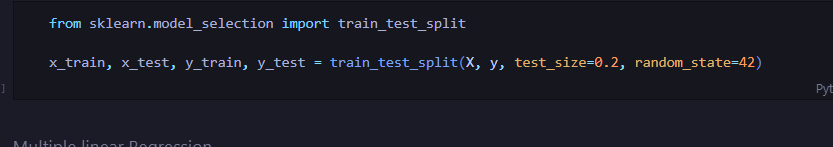 from sklearn.model_selection import train_test_split
x_train, x_test, y_train, y_test = train_test_split(X, y, test_size=0.2, random_state=42)
]
Pyt
Multiple linear Regression